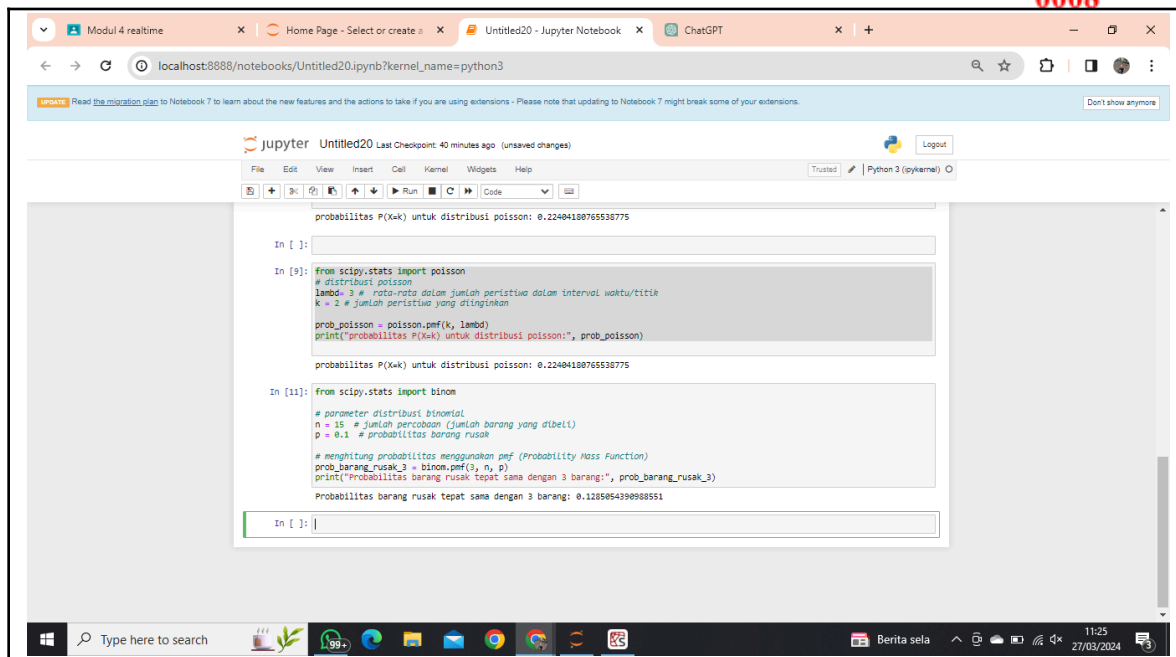 0008
Modul 4 realtime
Home Page - Select or create a
Untitled20 - Jupyter Notebook
ChatGPT
localhost:8888/notebooks/Untitled20.ipynb?kernel_name=python3
UPDATE Read the migration plan to Notebook 7 to learn about the new features and the actions to take if you are using extensions - Please note that updating to Notebook 7 might break some of your extensions.
Don't show anymore
jupyter Untitled20 Last Checkpoint: 40 minutes ago (unsaved changes)
Logout
File Edit View Insert Cell Kernel Widgets Help
Trusted Python 3 (ipykernel)
Run Code
probabilitas P(X=k) untuk distribusi poisson: 0.22404180765538775
In [ ]:
In [9]: from scipy.stats import poisson
# distribusi poisson
lambd= 3 # rata-rata dalam jumlah peristiwa dalam interval waktu/titik
k = 2 # jumlah peristiwa yang diinginkan
prob_poisson = poisson.pmf(k, lambd)
print("probabilitas P(X=k) untuk distribusi poisson:", prob_poisson)
probabilitas P(X=k) untuk distribusi poisson: 0.22404180765538775
In [11]: from scipy.stats import binom
# parameter distribusi binomial
n = 15 # jumlah percobaan (jumlah barang yang dibeli)
p = 0.1 # probabilitas barang rusak
# menghitung probabilitas menggunakan pmf (Probability Mass Function)
prob_barang_rusak_3 = binom.pmf(3, n, p)
print("Probabilitas barang rusak tepat sama dengan 3 barang:", prob_barang_rusak_3)
Probabilitas barang rusak tepat sama dengan 3 barang: 0.1285054390988551
In [ ]:
Type here to search
99+
Berita sela
11:25
27/03/2024
3